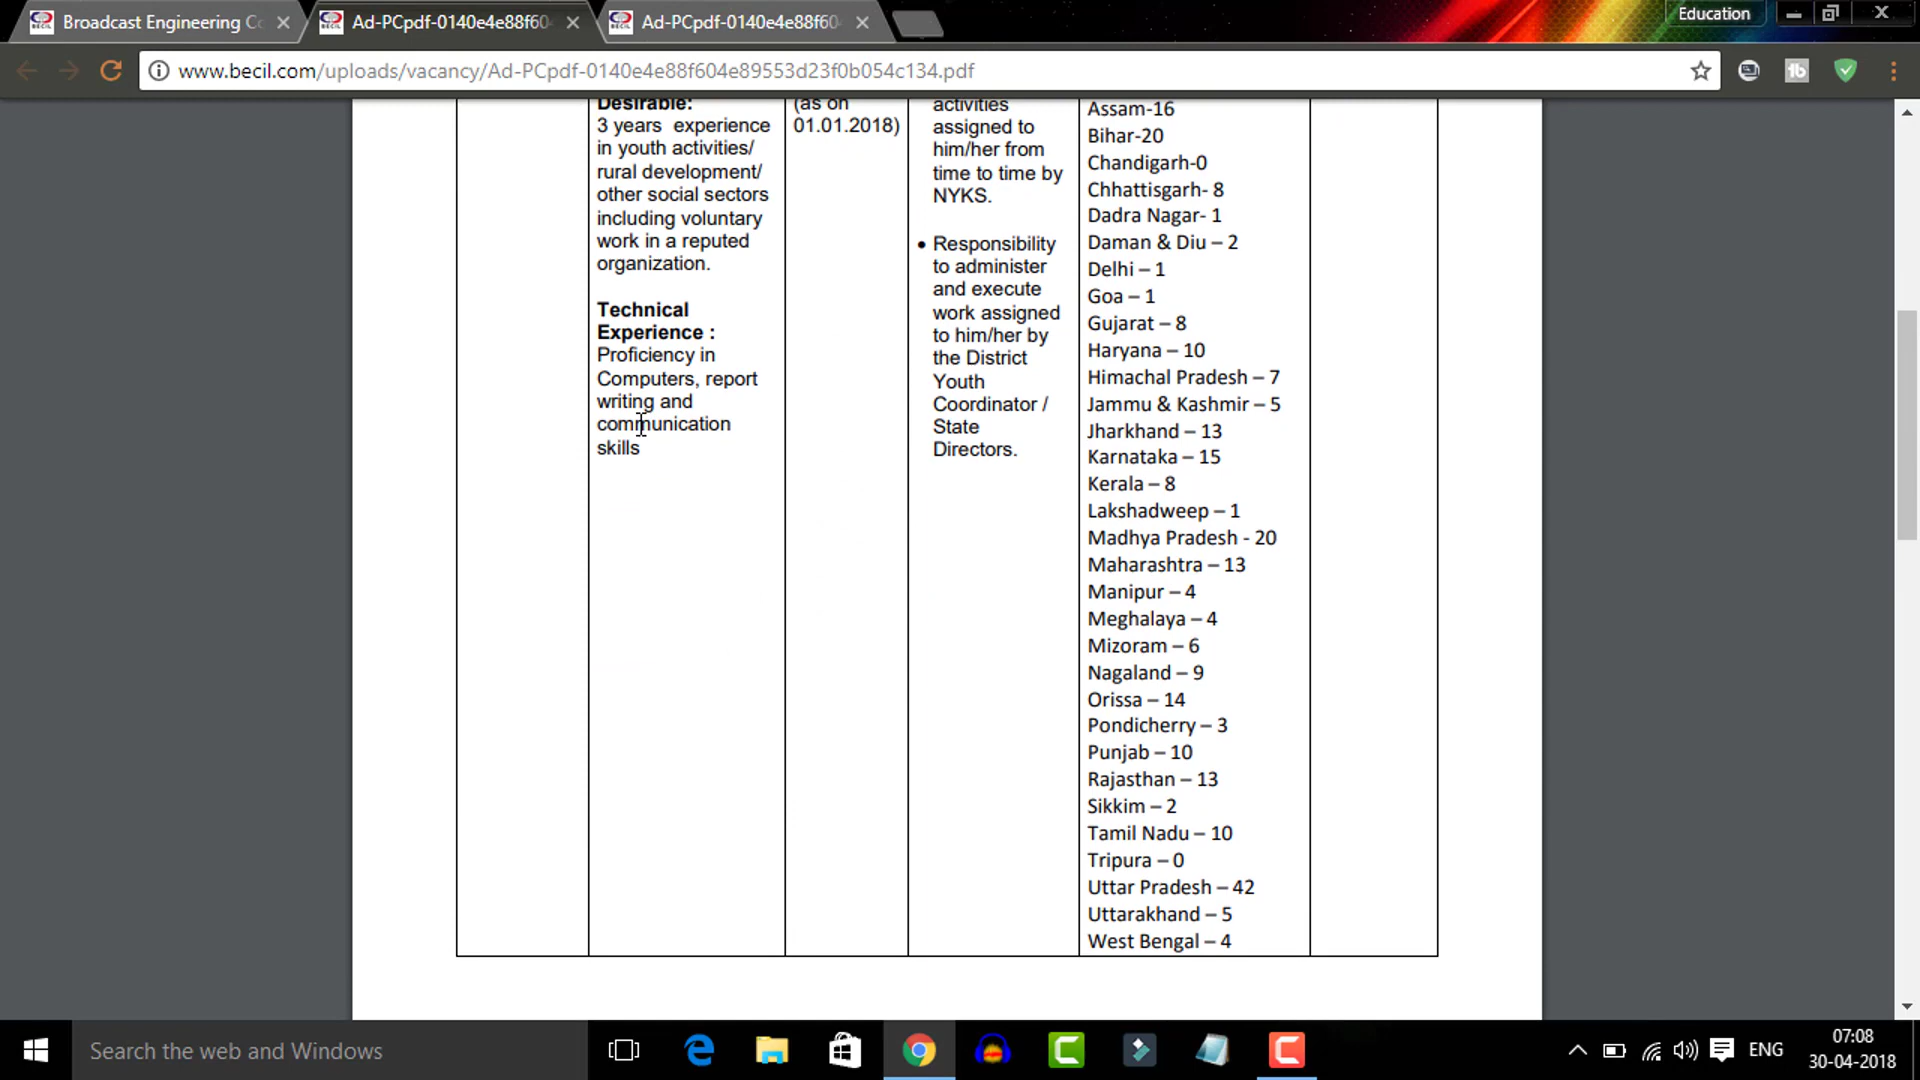 Broadcast Engineering Co
Ad-PCpdf-0140e4e88f60
Ad-PCpdf-0140e4e88f60
Education
www.becil.com/uploads/vacancy/Ad-PCpdf-0140e4e88f604e89553d23f0b054c134.pdf
Desirable:
3 years experience
in youth activities/
rural development/
other social sectors
including voluntary
work in a reputed
organization.
Technical
Experience :
Proficiency in
Computers, report
writing and
communication
skills
(as on
01.01.2018)
activities
assigned to
him/her from
time to time by
NYKS.
• Responsibility
to administer
and execute
work assigned
to him/her by
the District
Youth
Coordinator /
State
Directors.
Assam-16
Bihar-20
Chandigarh-0
Chhattisgarh- 8
Dadra Nagar- 1
Daman & Diu – 2
Delhi – 1
Goa – 1
Gujarat – 8
Haryana – 10
Himachal Pradesh – 7
Jammu & Kashmir – 5
Jharkhand – 13
Karnataka – 15
Kerala – 8
Lakshadweep – 1
Madhya Pradesh - 20
Maharashtra – 13
Manipur – 4
Meghalaya – 4
Mizoram – 6
Nagaland – 9
Orissa – 14
Pondicherry – 3
Punjab – 10
Rajasthan – 13
Sikkim – 2
Tamil Nadu – 10
Tripura – 0
Uttar Pradesh – 42
Uttarakhand – 5
West Bengal – 4
Search the web and Windows
ENG
07:08
30-04-2018